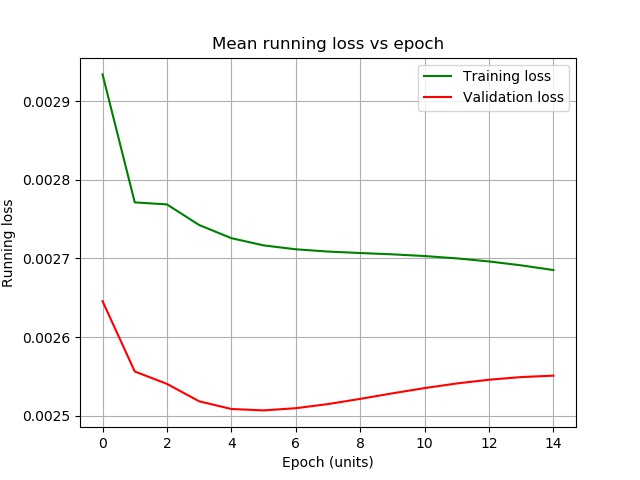 Mean running loss vs epoch
Training loss
Validation loss
Running loss
0.0029
0.0028
0.0027
0.0026
0.0025
0 2 4 6 8 10 12 14
Epoch (units)